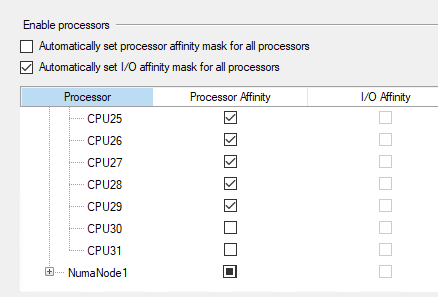 Enable processors
Automatically set processor affinity mask for all processors
Automatically set I/O affinity mask for all processors
Processor Processor Affinity I/O Affinity
CPU25
CPU26
CPU27
CPU28
CPU29
CPU30
CPU31
NumaNode1